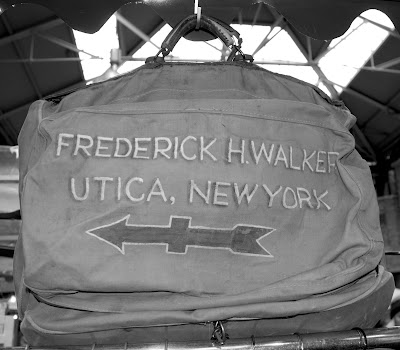 FREDERICK H. WALKER
UTICA, NEW YORK